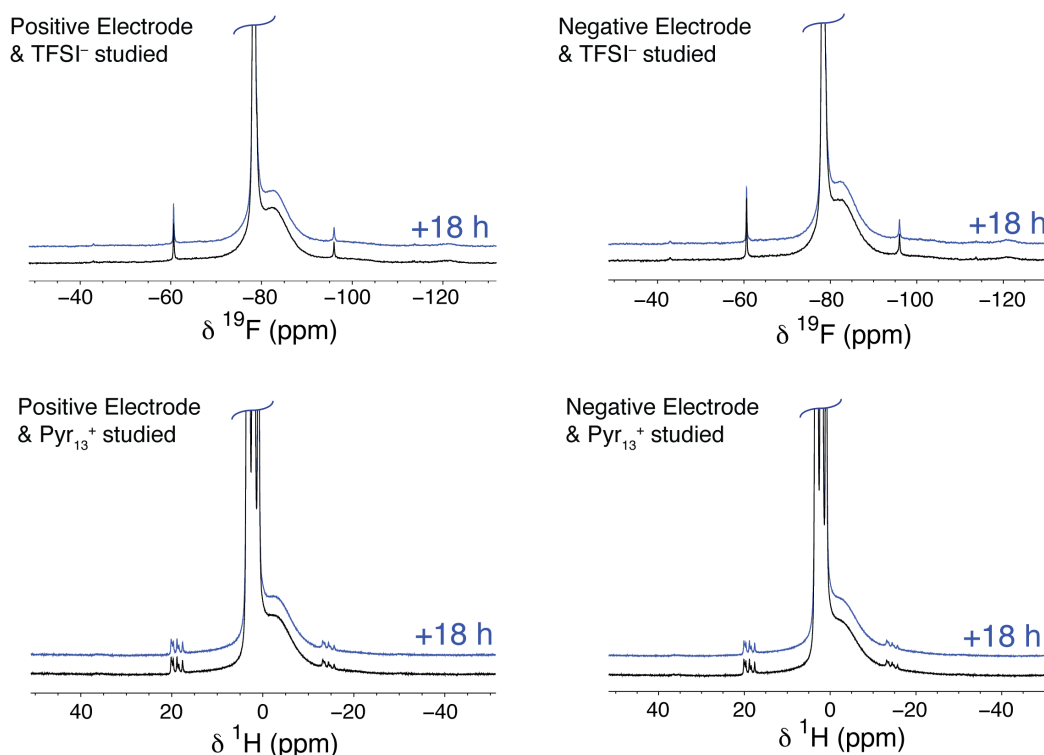 Positive Electrode
& TFSI⁻ studied
+18 h
−40 −60 −80 −100 −120
δ ¹⁹F (ppm)
Negative Electrode
& TFSI⁻ studied
+18 h
−40 −60 −80 −100 −120
δ ¹⁹F (ppm)
Positive Electrode
& Pyr₁₃⁺ studied
+18 h
40 20 0 −20 −40
δ ¹H (ppm)
Negative Electrode
& Pyr₁₃⁺ studied
+18 h
40 20 0 −20 −40
δ ¹H (ppm)